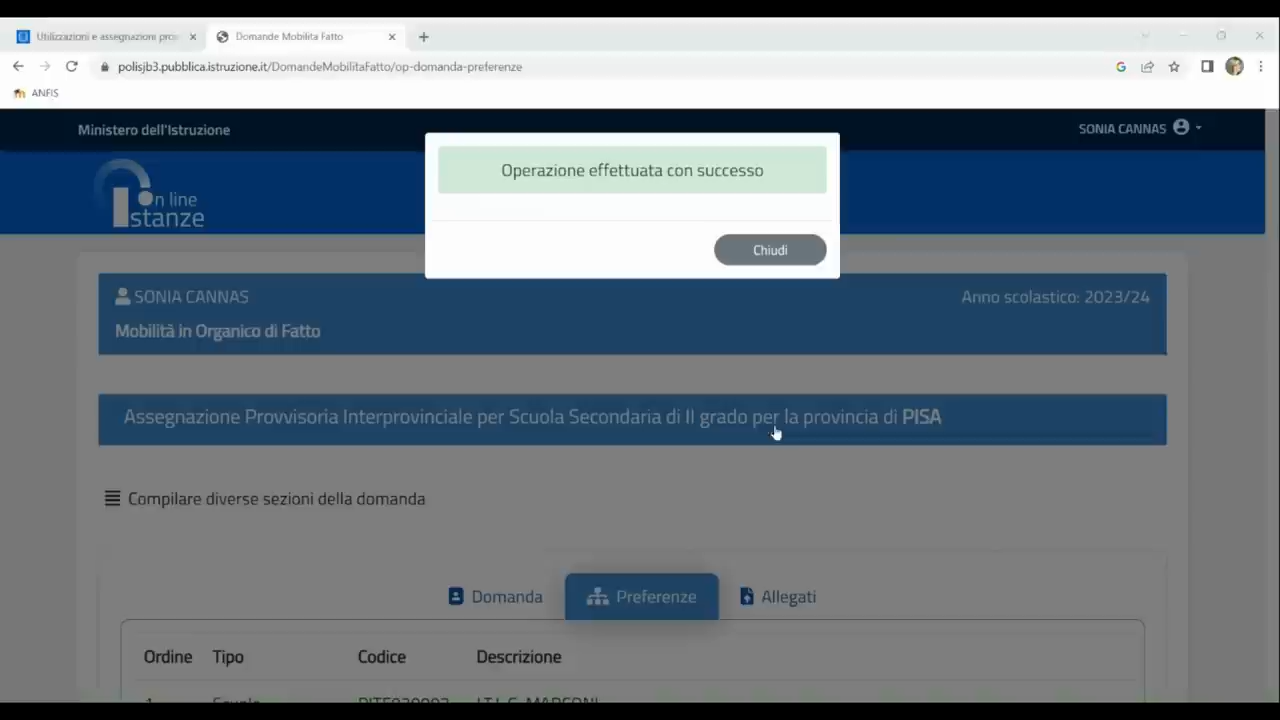 Utilizzazioni e assegnazioni prov
Domande Mobilita Fatto
polisjb3.pubblica.istruzione.it/DomandeMobilitaFatto/op-domanda-preferenze
ANFIS
Ministero dell'Istruzione
SONIA CANNAS
Operazione effettuata con successo
Chiudi
Istanze
On line
SONIA CANNAS
Anno scolastico: 2023/24
Mobilità in Organico di Fatto
Assegnazione Provvisoria Interprovinciale per Scuola Secondaria di II grado per la provincia di PISA
Compilare diverse sezioni della domanda
Domanda
Preferenze
Allegati
Ordine Tipo Codice Descrizione
1 Scuola